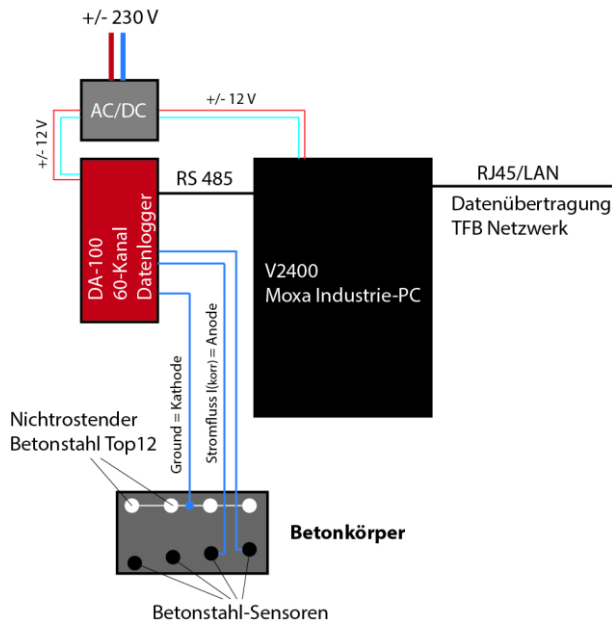 +/- 230 V
AC/DC
+/- 12 V
+/- 12 V
RS 485
RJ45/LAN
Datenübertragung
TFB Netzwerk
DA-100
60-Kanal
Datenlogger
V2400
Moxa Industrie-PC
Ground = Kathode
Stromfluss I(korr) = Anode
Nichtrostender
Betonstahl Top12
Betonkörper
Betonstahl-Sensoren